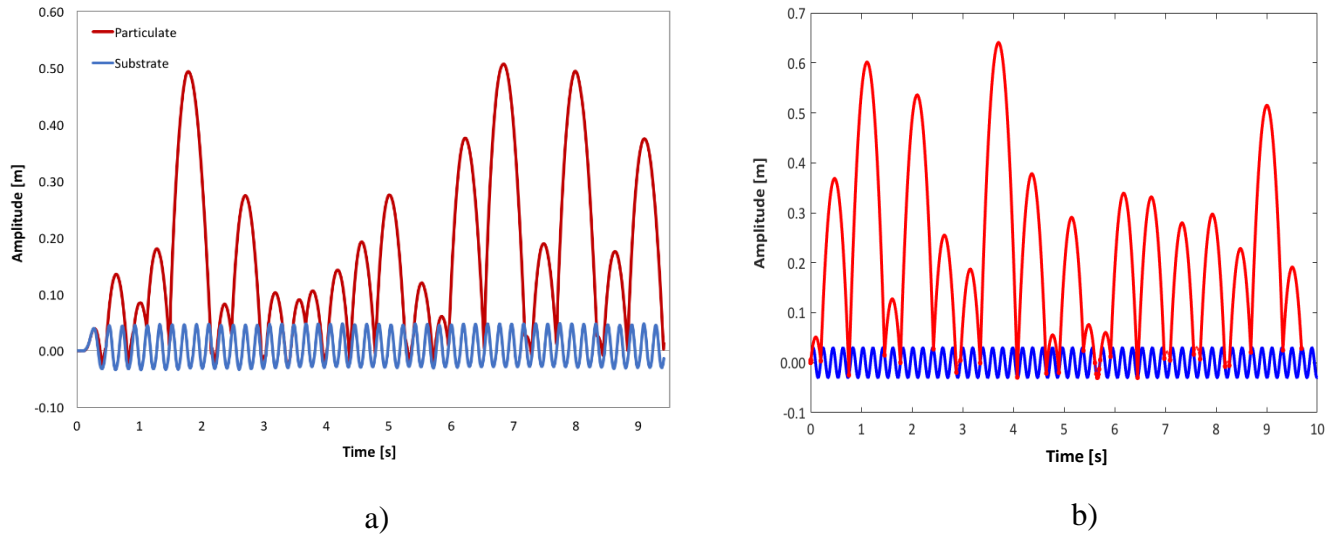 0.60
0.50
0.40
0.30
0.20
0.10
0.00
-0.10
Amplitude [m]
Particulate
Substrate
0 1 2 3 4 5 6 7 8 9
Time [s]
a)
0.7
0.6
0.5
0.4
0.3
0.2
0.1
0.00
-0.1
Amplitude [m]
0 1 2 3 4 5 6 7 8 9 10
Time [s]
b)